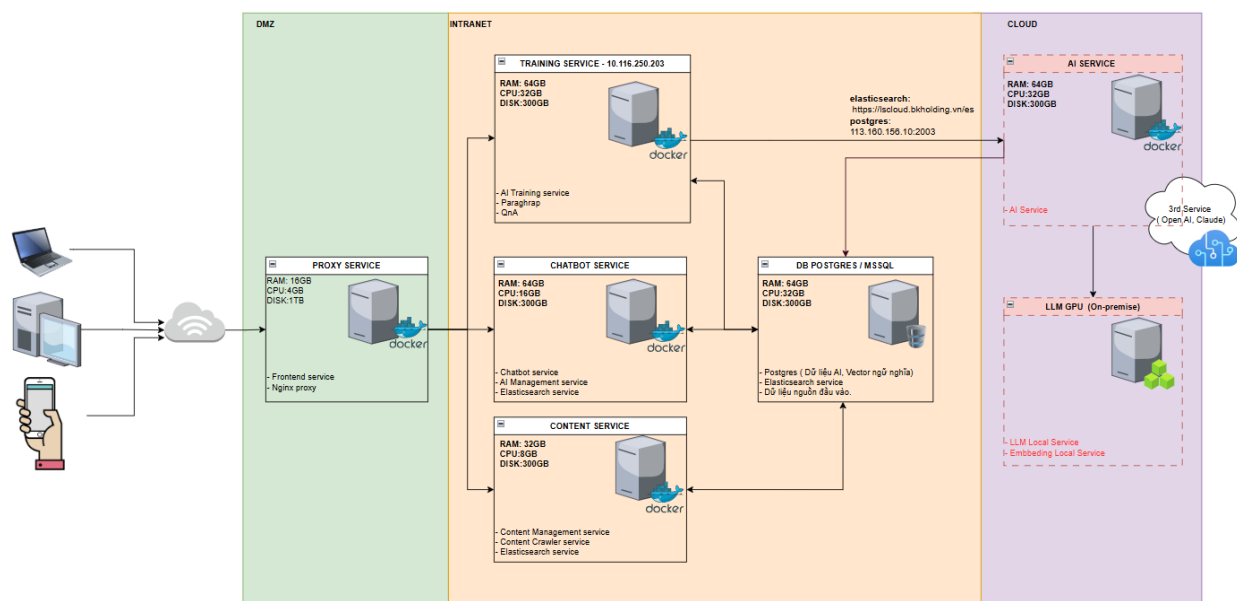 DMZ
INTRANET
CLOUD
TRAINING SERVICE - 10.116.250.203
RAM: 64GB
CPU:32GB
DISK:300GB
docker
- AI Training service
- Paraghrap
- QnA
elasticsearch:
https://lscloud.bkholding.vn/es
postgres:
113.160.156.10:2003
AI SERVICE
RAM: 64GB
CPU:32GB
DISK:300GB
docker
- AI Service
3rd Service
( Open AI, Claude)
PROXY SERVICE
RAM: 16GB
CPU:4GB
DISK:1TB
docker
- Frontend service
- Nginx proxy
CHATBOT SERVICE
RAM: 64GB
CPU:16GB
DISK:300GB
docker
- Chatbot service
- AI Management service
- Elasticsearch service
DB POSTGRES / MSSQL
RAM: 64GB
CPU:32GB
DISK:300GB
- Postgres ( Dữ liệu AI, Vector ngữ nghĩa)
- Elasticsearch service
- Dữ liệu nguồn đầu vào.
LLM GPU (On-premise)
- LLM Local Service
- Embbeding Local Service
CONTENT SERVICE
RAM: 32GB
CPU:8GB
DISK:300GB
docker
- Content Management service
- Content Crawler service
- Elasticsearch service